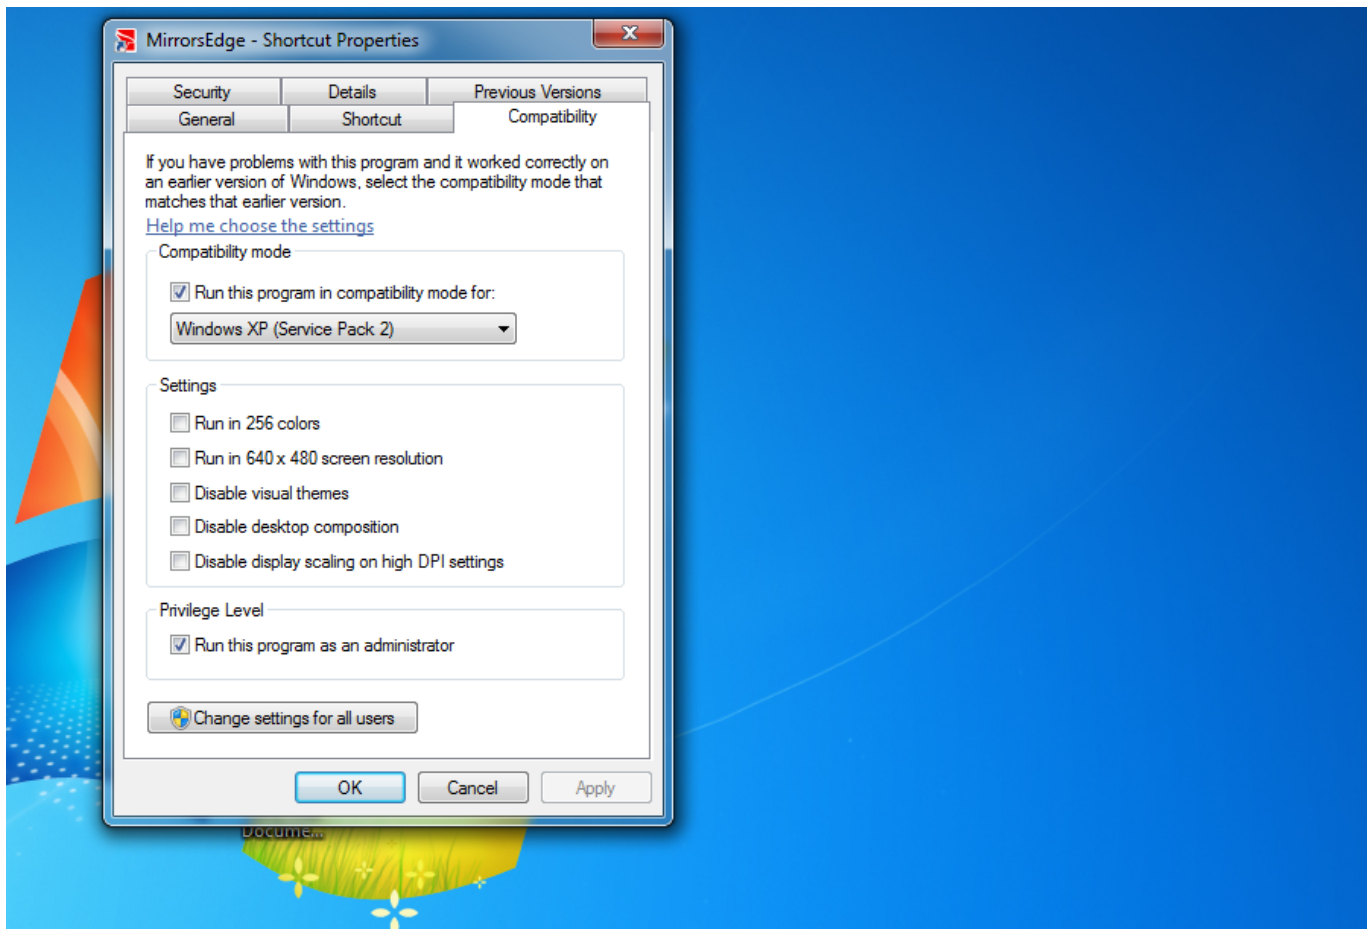 MirrorsEdge - Shortcut Properties
Security Details Previous Versions
General Shortcut Compatibility
If you have problems with this program and it worked correctly on
an earlier version of Windows, select the compatibility mode that
matches that earlier version.
Help me choose the settings
Compatibility mode
Run this program in compatibility mode for:
Windows XP (Service Pack 2)
Settings
Run in 256 colors
Run in 640 x 480 screen resolution
Disable visual themes
Disable desktop composition
Disable display scaling on high DPI settings
Privilege Level
Run this program as an administrator
Change settings for all users
OK Cancel Apply
Docume...